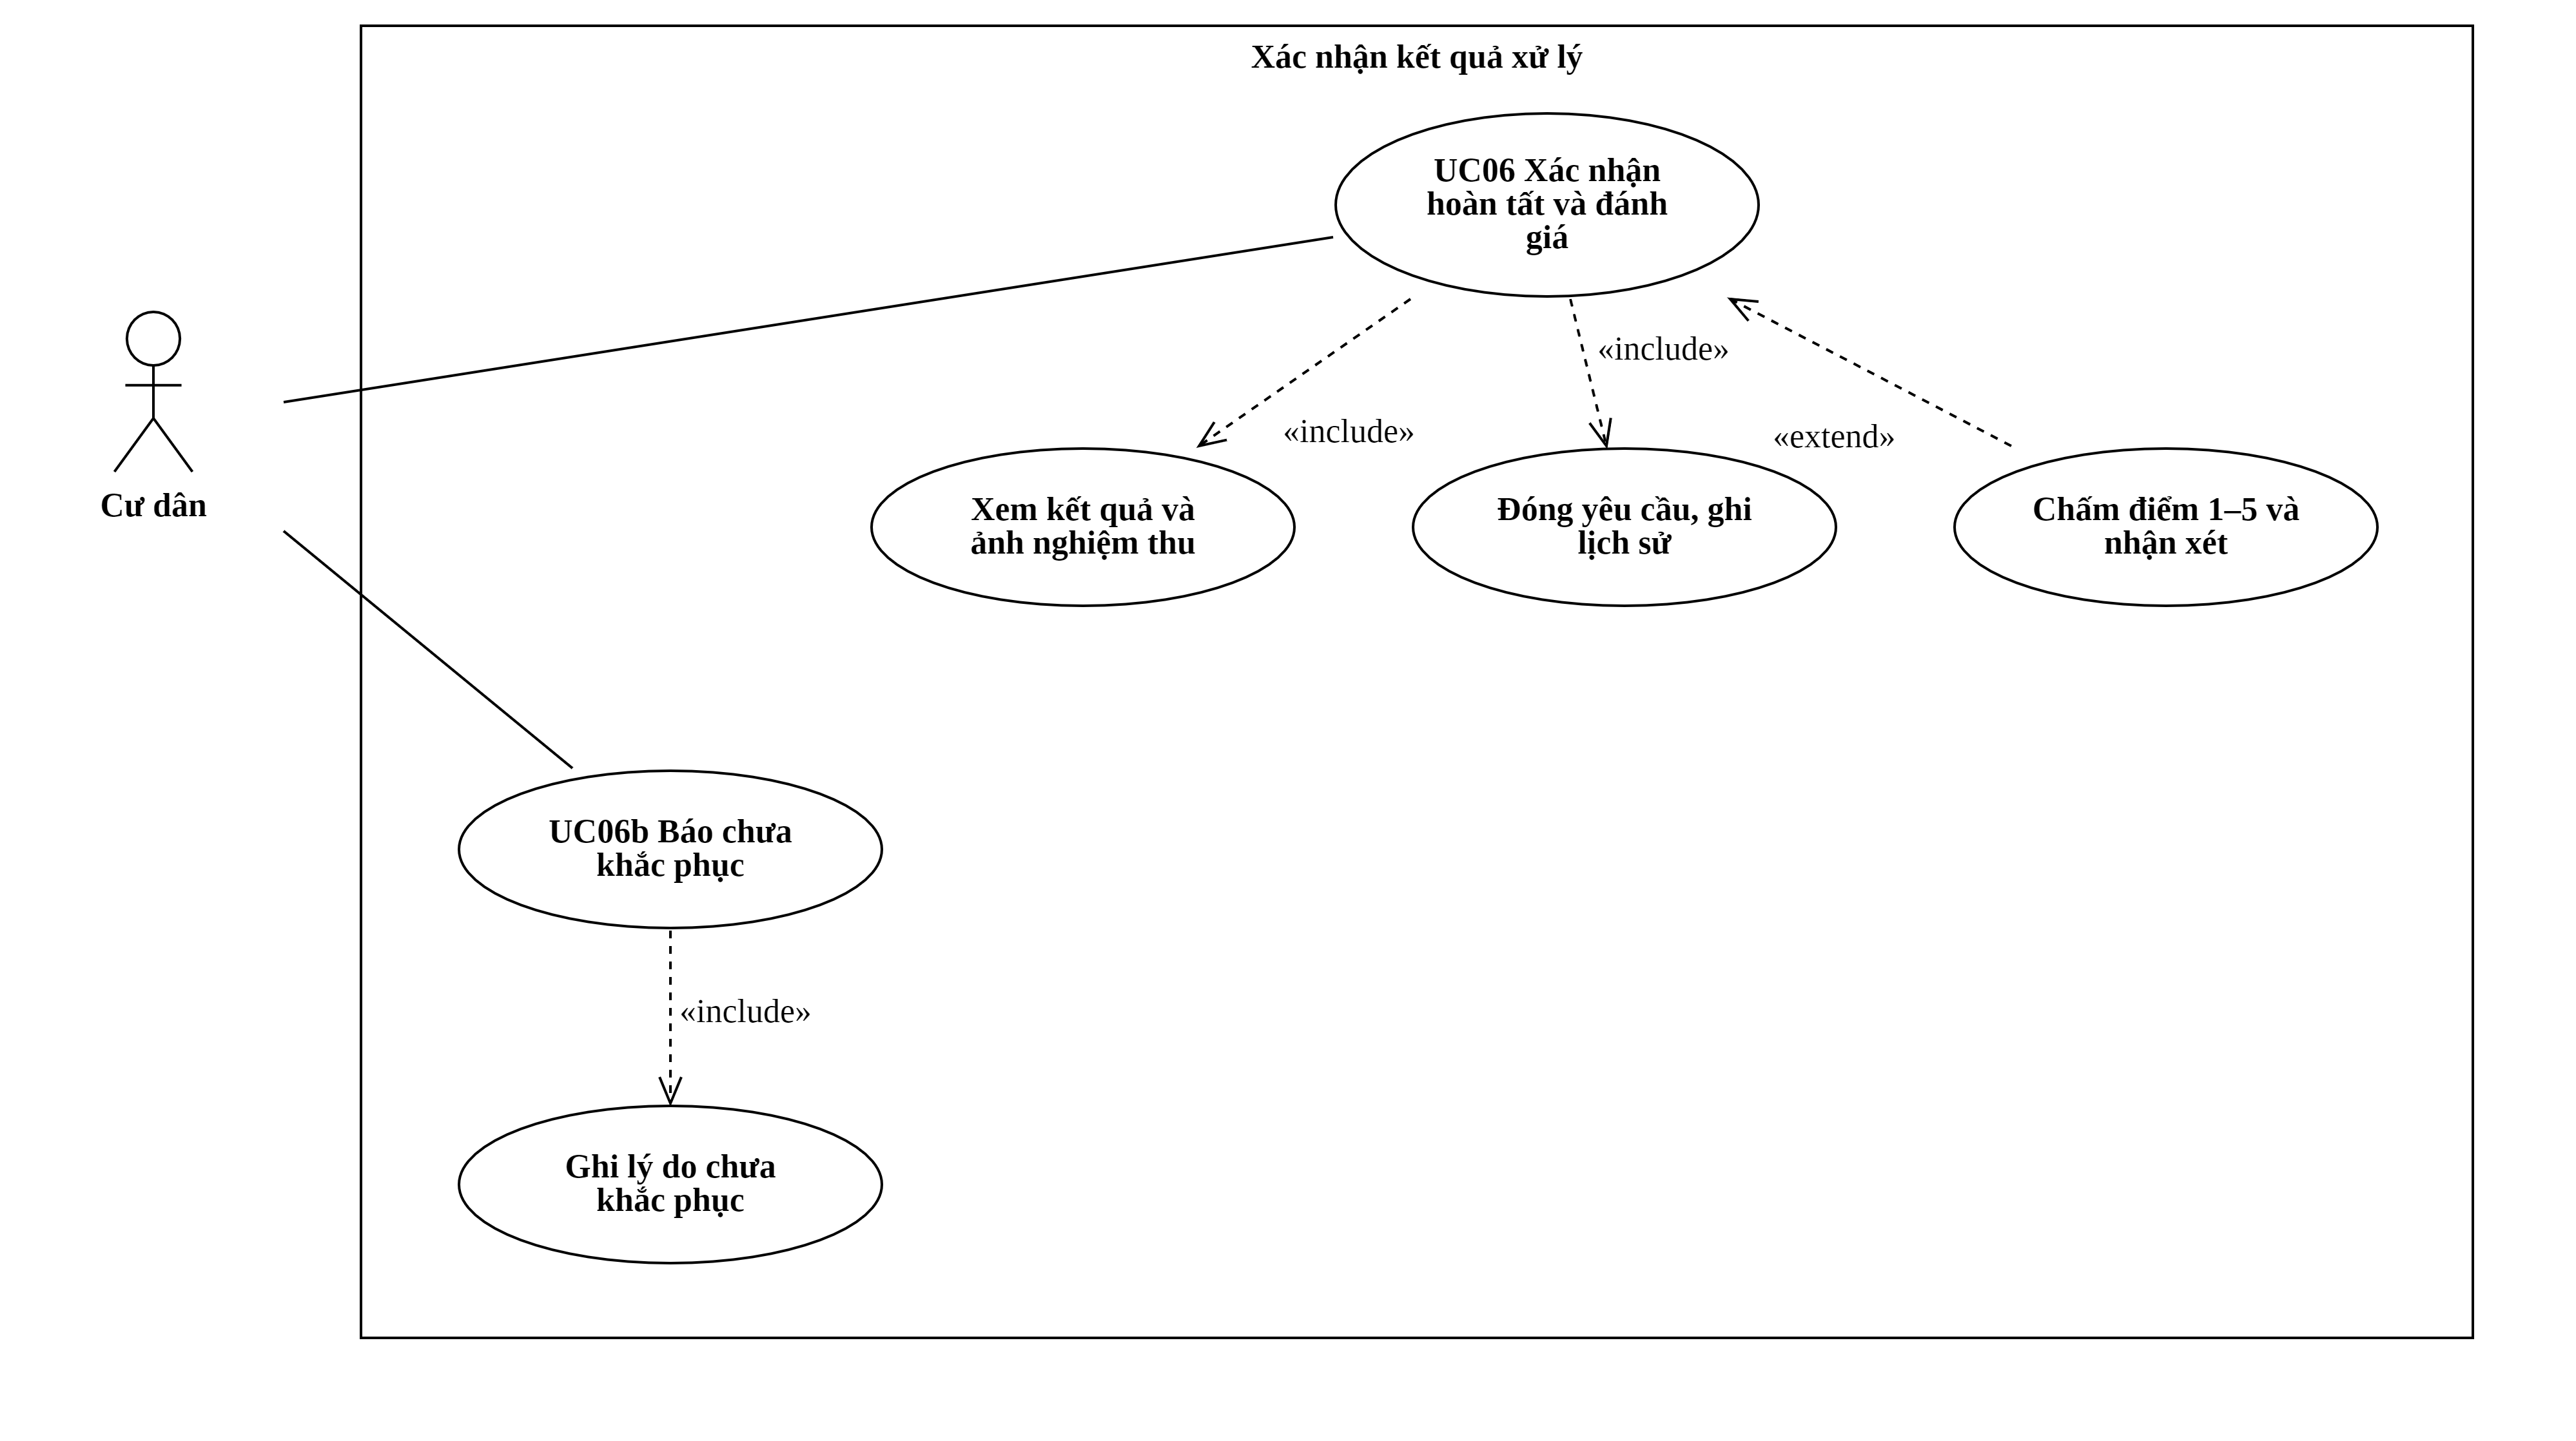 Xác nhận kết quả xử lý
UC06 Xác nhận
hoàn tất và đánh
giá
«include»
«include»
«extend»
Cư dân
Xem kết quả và
ảnh nghiệm thu
Đóng yêu cầu, ghi
lịch sử
Chấm điểm 1–5 và
nhận xét
UC06b Báo chưa
khắc phục
«include»
Ghi lý do chưa
khắc phục